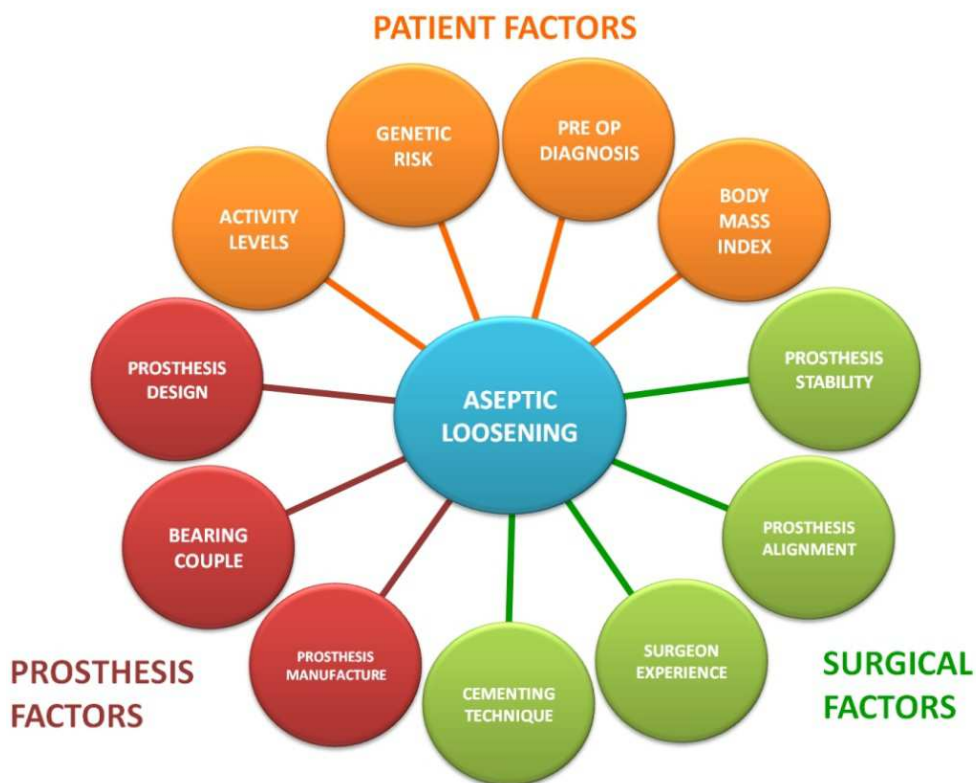 PATIENT FACTORS
GENETIC
RISK
PRE OP
DIAGNOSIS
ACTIVITY
LEVELS
BODY
MASS
INDEX
PROSTHESIS
DESIGN
ASEPTIC
LOOSENING
PROSTHESIS
STABILITY
BEARING
COUPLE
PROSTHESIS
ALIGNMENT
PROSTHESIS
MANUFACTURE
CEMENTING
TECHNIQUE
SURGEON
EXPERIENCE
PROSTHESIS
FACTORS
SURGICAL
FACTORS